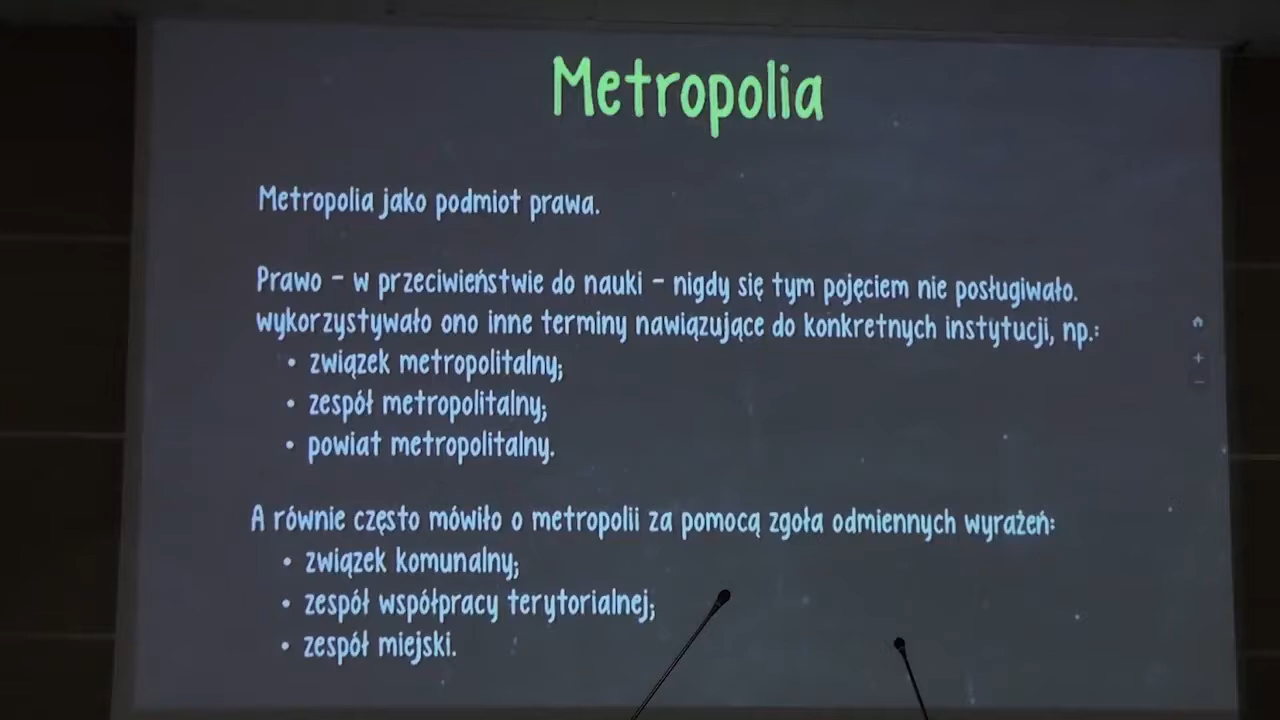 Metropolia
Metropolia jako podmiot prawa.
Prawo – w przeciwieństwie do nauki – nigdy się tym pojęciem nie posługiwało.
wykorzystywało ono inne terminy nawiązujące do konkretnych instytucji, np.:
• związek metropolitalny;
• zespół metropolitalny;
• powiat metropolitalny.
A równie często mówiło o metropolii za pomocą zgoła odmiennych wyrażeń:
• związek komunalny;
• zespół współpracy terytorialnej;
• zespół miejski.